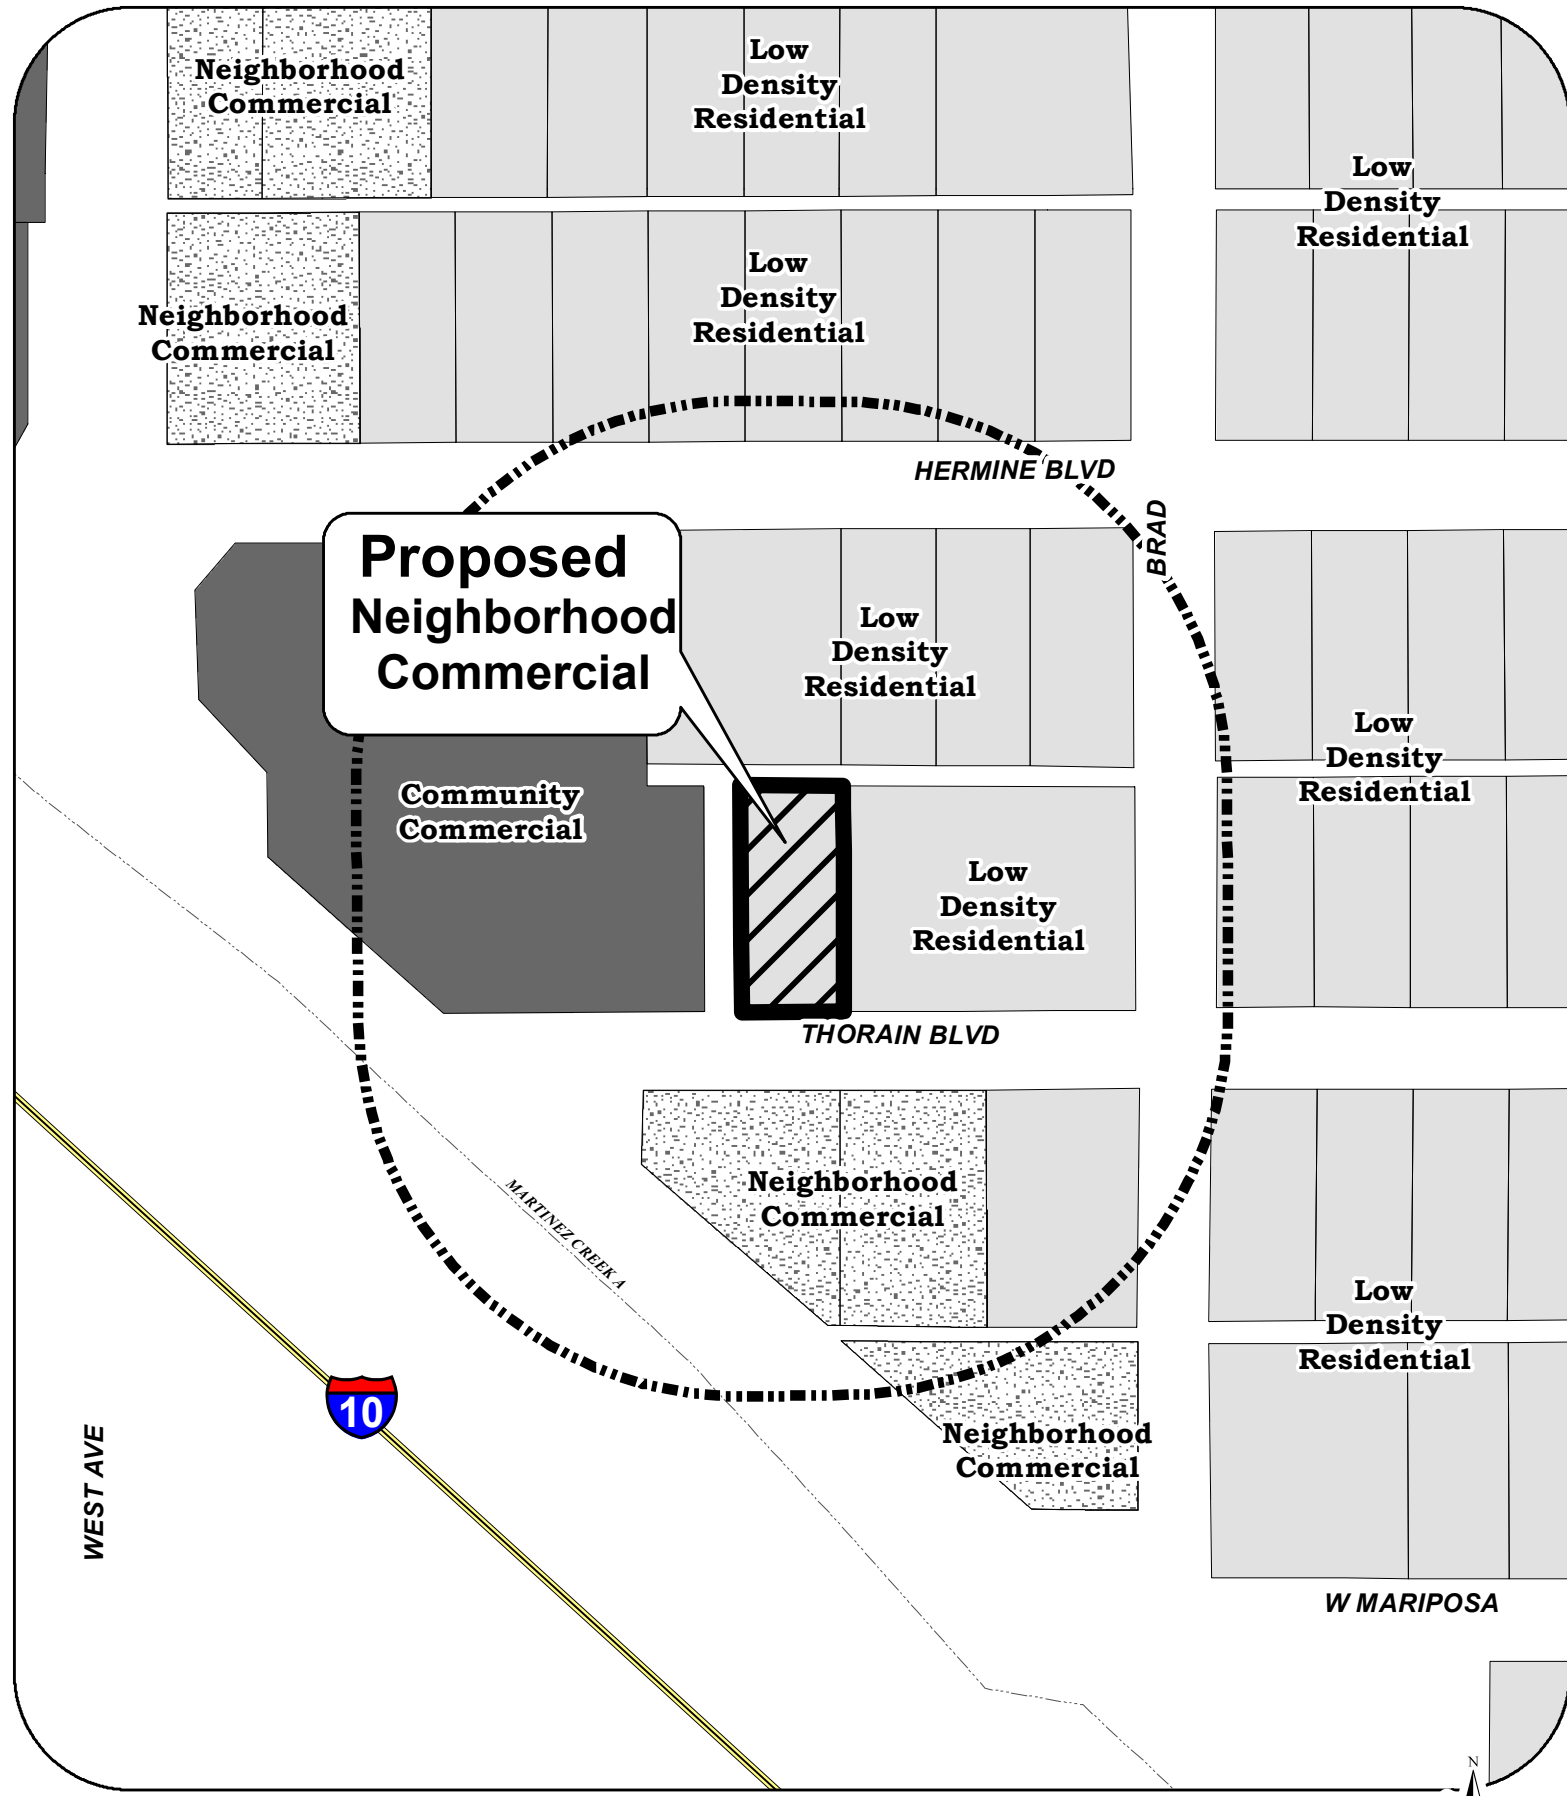 Neighborhood
Commercial
Low
Density
Residential
Low
Density
Residential
Neighborhood
Commercial
Low
Density
Residential
HERMINE BLVD
BRAD
Proposed
Neighborhood
Commercial
Low
Density
Residential
Low
Density
Residential
Community
Commercial
Low
Density
Residential
THORAIN BLVD
Neighborhood
Commercial
MARTINEZ CREEK A
Low
Density
Residential
10
Neighborhood
Commercial
WEST AVE
W MARIPOSA
N